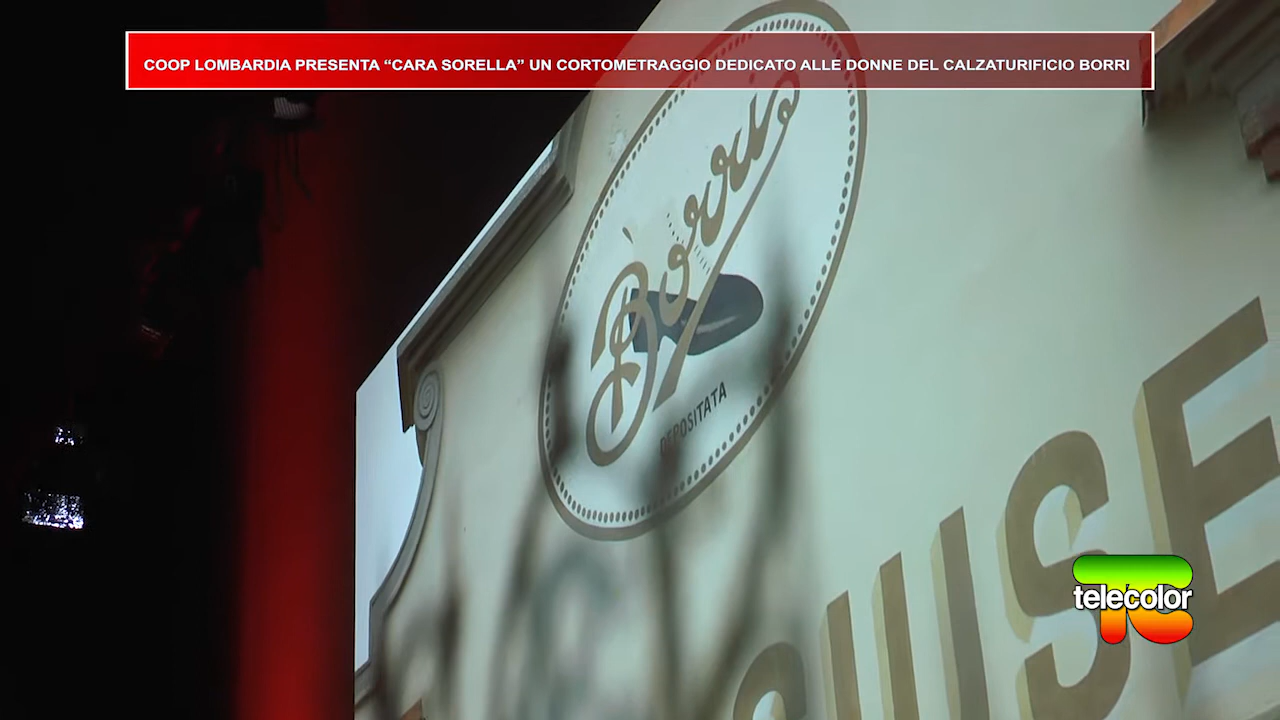 COOP LOMBARDIA PRESENTA “CARA SORELLA” UN CORTOMETRAGGIO DEDICATO ALLE DONNE DEL CALZATURIFICIO BORRI
Borri
DEPOSITATA
USE
telecolor